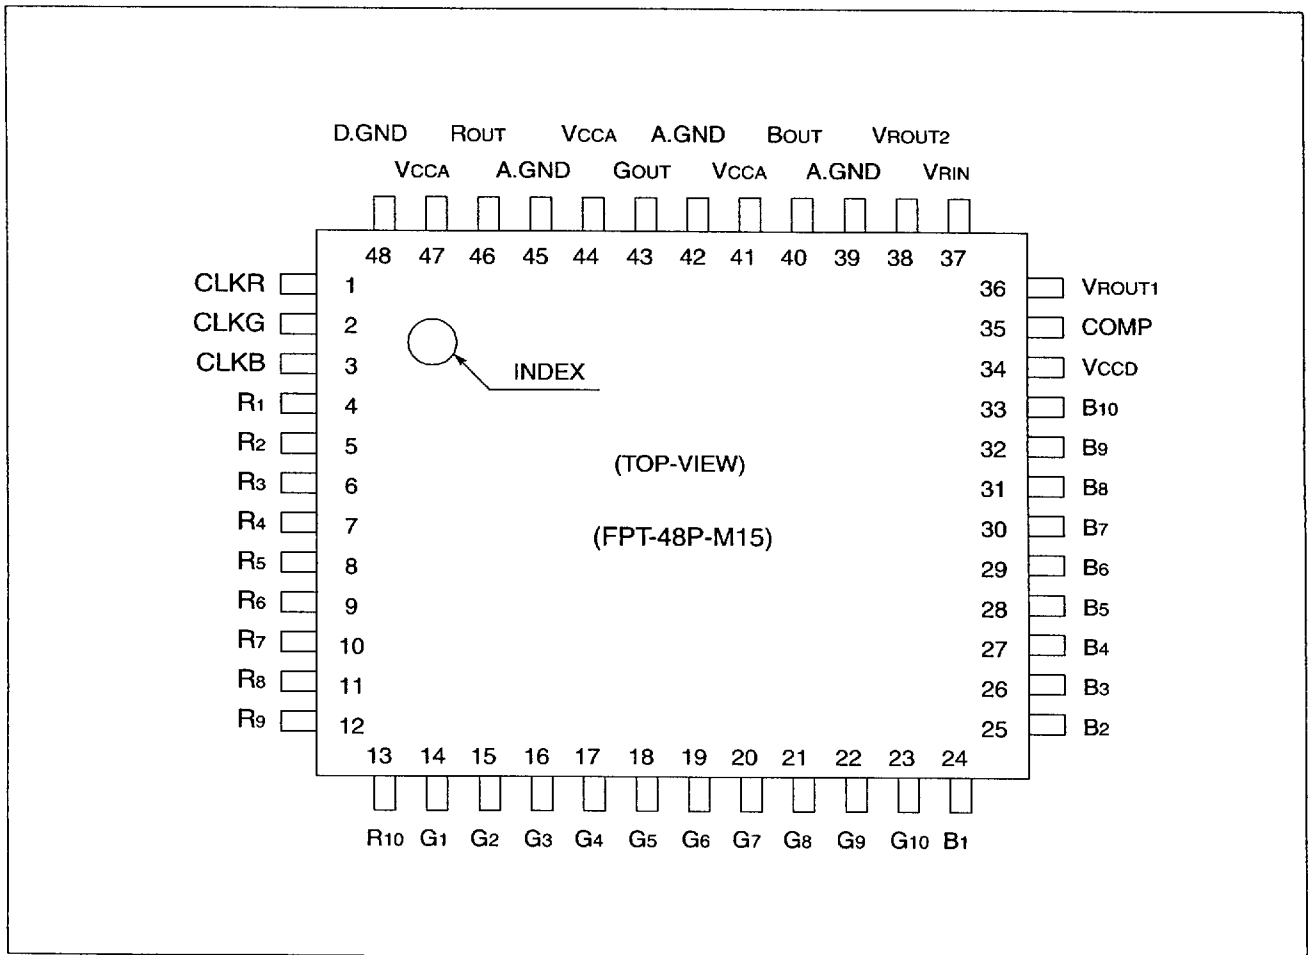 D.GND ROUT VCCA A.GND BOUT VROUT2
VCCA A.GND GOUT VCCA A.GND VRIN
48 47 46 45 44 43 42 41 40 39 38 37
CLKR 1 36 VROUT1
CLKG 2 35 COMP
CLKB 3 34 VCCD
INDEX
R1 4 33 B10
R2 5 32 B9
(TOP-VIEW)
R3 6 31 B8
R4 7 30 B7
(FPT-48P-M15)
R5 8 29 B6
R6 9 28 B5
R7 10 27 B4
R8 11 26 B3
R9 12 25 B2
13 14 15 16 17 18 19 20 21 22 23 24
R10 G1 G2 G3 G4 G5 G6 G7 G8 G9 G10 B1